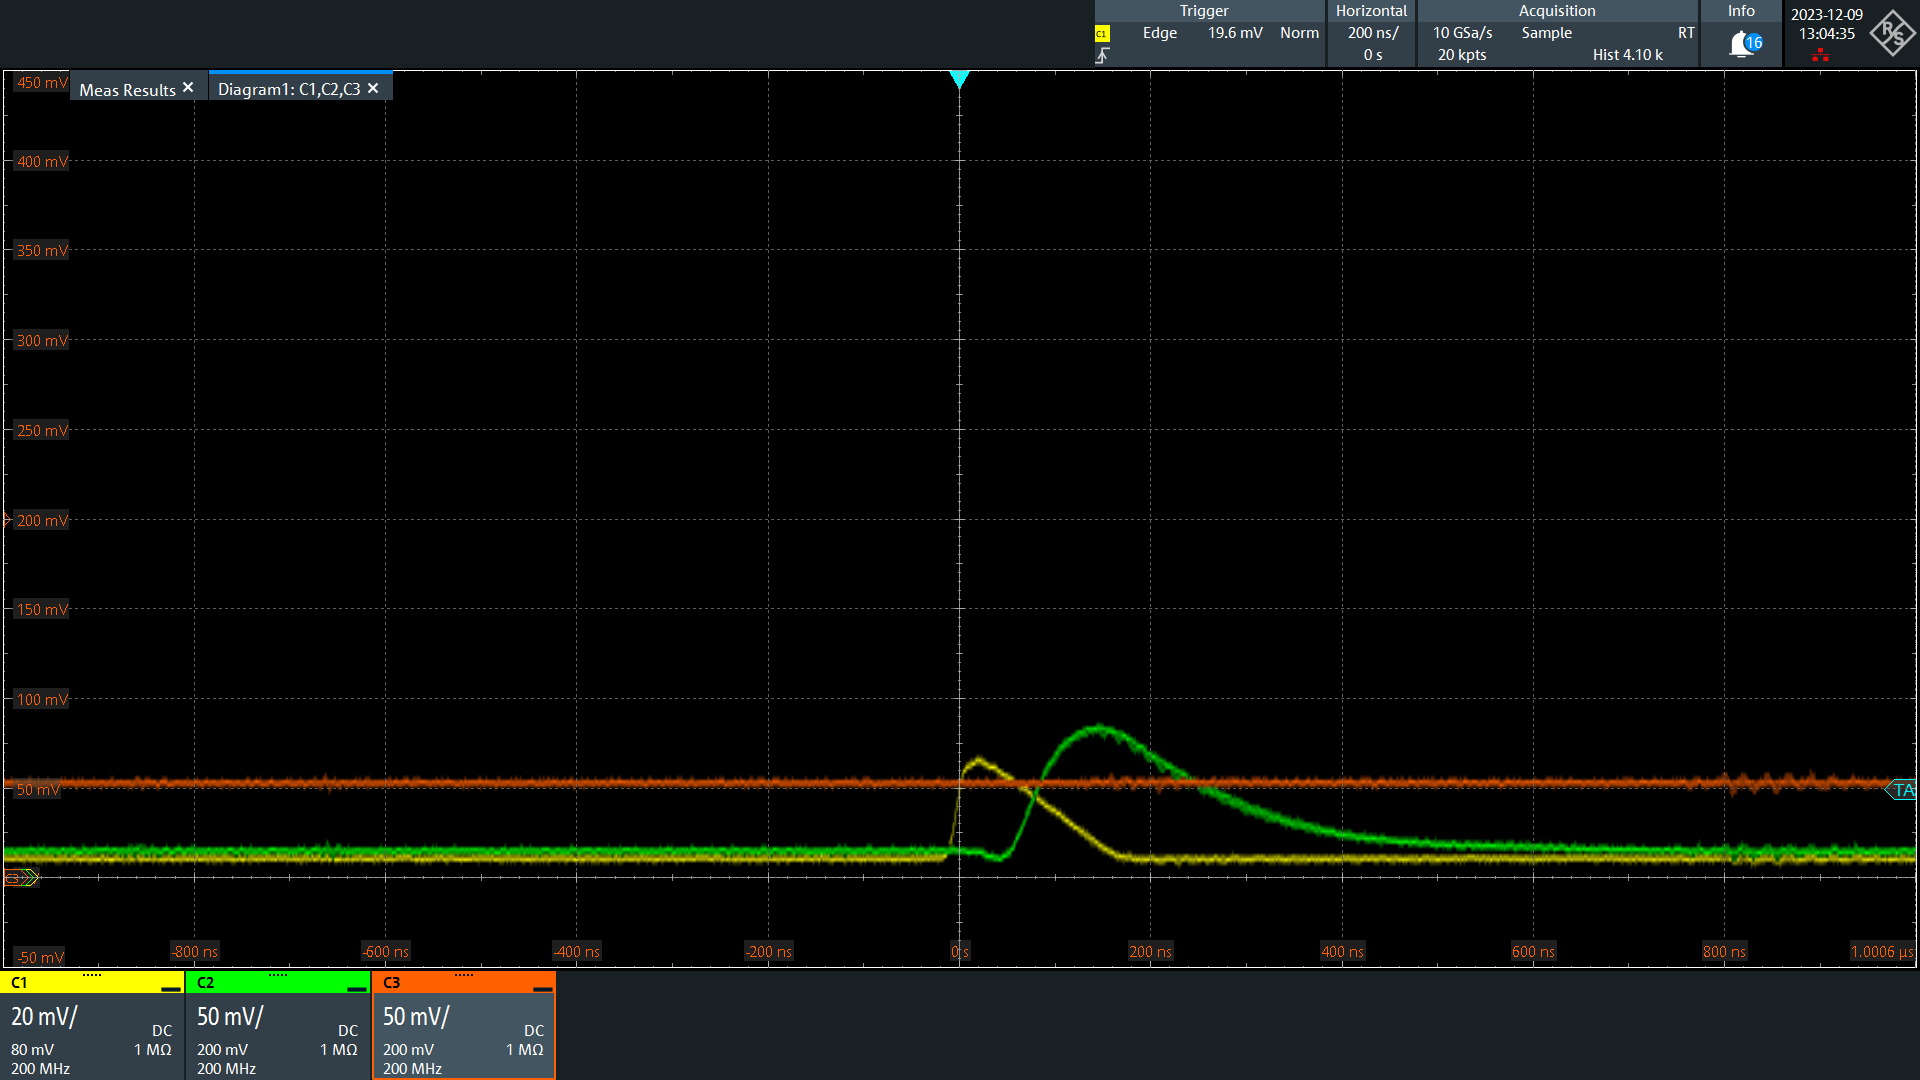 Trigger
C1 Edge 19.6 mV Norm
Horizontal
200 ns/
0 s
Acquisition
10 GSa/s Sample RT
20 kpts Hist 4.10 k
Info
16
2023-12-09
13:04:35
R S
Meas Results ✕
Diagram1: C1,C2,C3 ✕
450 mV
400 mV
350 mV
300 mV
250 mV
200 mV
150 mV
100 mV
50 mV
TA
C3
-50 mV
-800 ns -600 ns -400 ns -200 ns 0 s 200 ns 400 ns 600 ns 800 ns 1.0006 µs
C1
20 mV/
DC
80 mV 1 MΩ
200 MHz
C2
50 mV/
DC
200 mV 1 MΩ
200 MHz
C3
50 mV/
DC
200 mV 1 MΩ
200 MHz